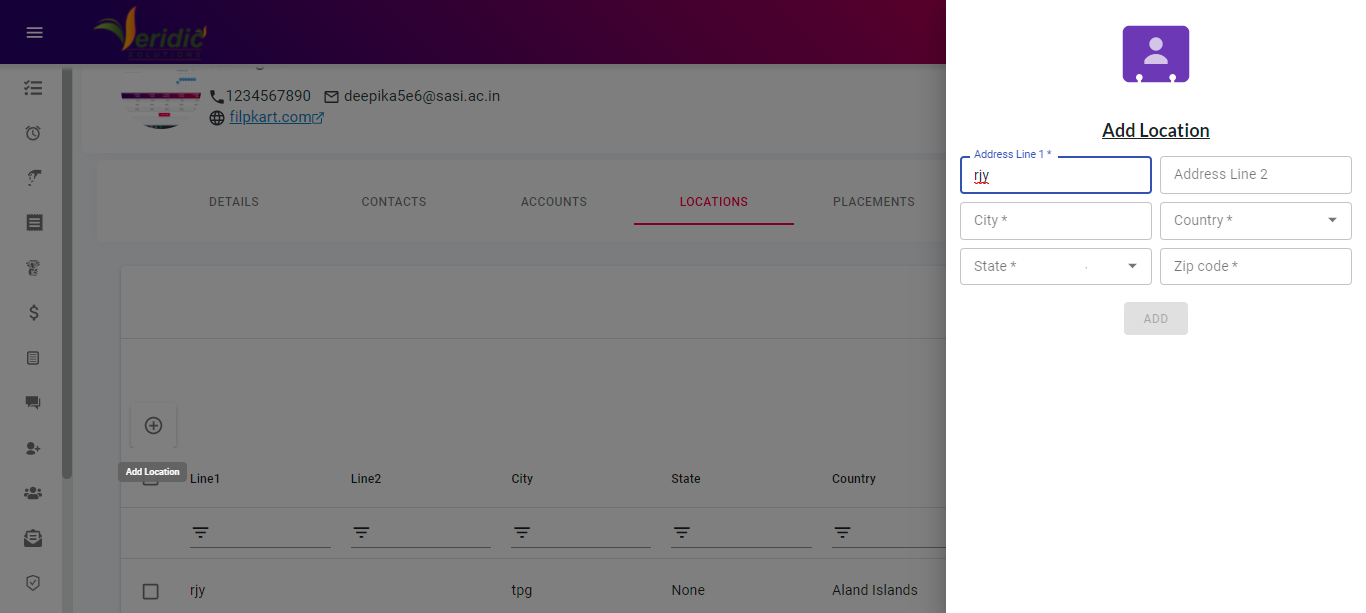 eridic
SOLUTIONS
1234567890 deepika5e6@sasi.ac.in
filpkart.com
DETAILS CONTACTS ACCOUNTS LOCATIONS PLACEMENTS
Add Location
Line1 Line2 City State Country
rjy tpg None Aland Islands
Add Location
Address Line 1 *
rjy
Address Line 2
City * Country *
State * Zip code *
ADD